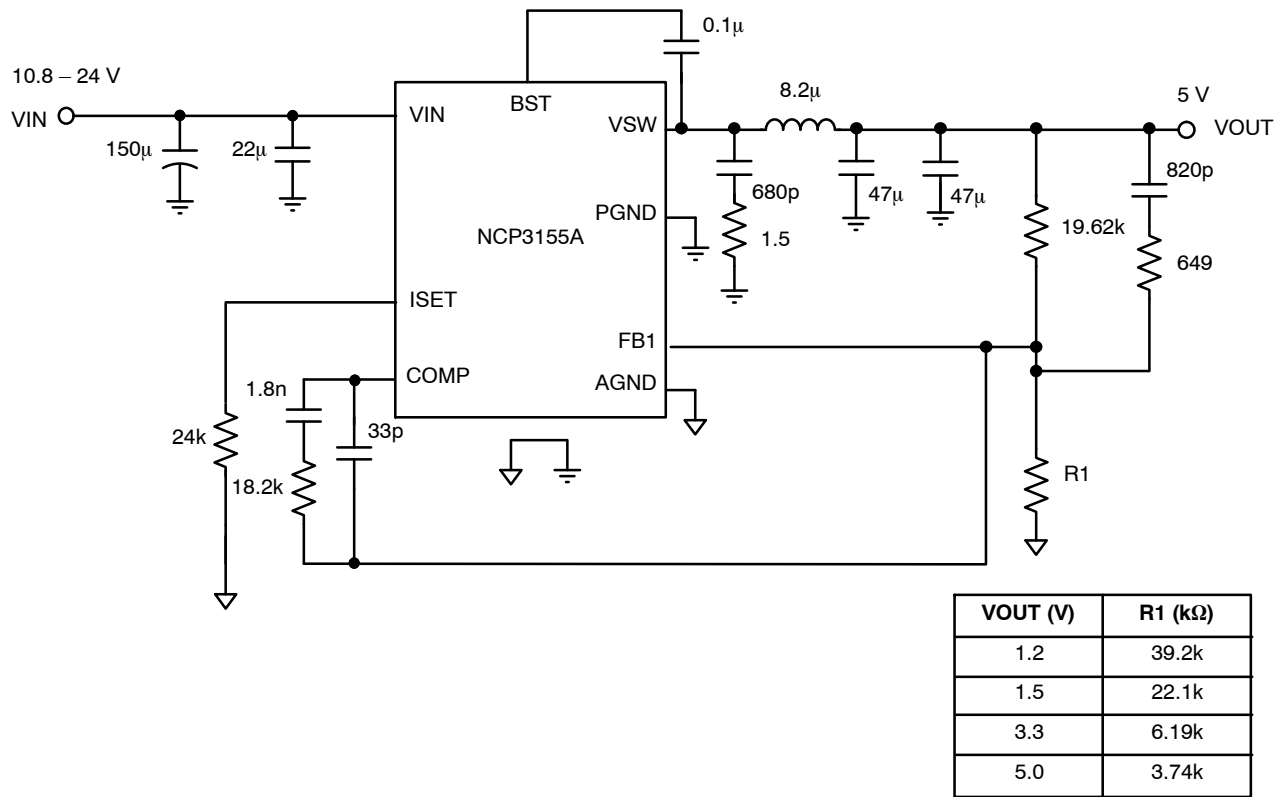 0.1μ
10.8 – 24 V
VIN
150μ
22μ
VIN
BST
VSW
8.2μ
5 V
VOUT
680p
1.5
47μ
47μ
820p
19.62k
649
PGND
NCP3155A
ISET
FB1
COMP
AGND
1.8n
33p
24k
18.2k
R1
VOUT (V) R1 (kΩ)
1.2 39.2k
1.5 22.1k
3.3 6.19k
5.0 3.74k